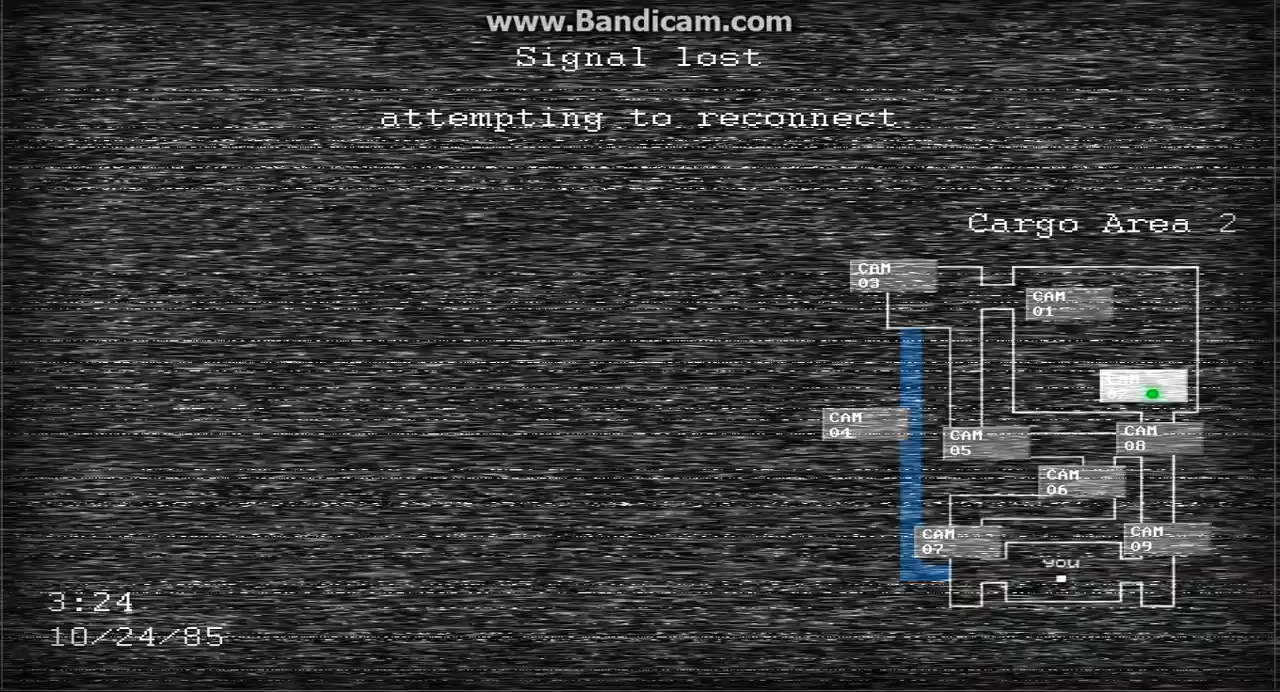 www.Bandicam.com
Signal lost
attempting to reconnect
Cargo Area 2
CAM
03
CAM
01
CAM
04
CAM
05
CAM
08
CAM
06
CAM
07
CAM
09
you
3:24
10/24/85